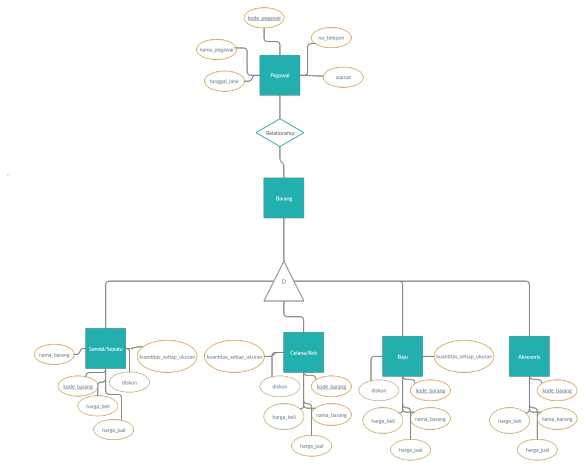 kode_pegawai
no_telepon
nama_pegawai
Pegawai
alamat
tanggal_lahir
Relationship
Barang
D
Sandal/Sepatu
nama_barang
kuantitas_setiap_ukuran
kode_barang
diskon
harga_beli
harga_jual
Celana/Rok
kuantitas_setiap_ukuran
diskon
kode_barang
harga_beli
nama_barang
harga_jual
Baju
kuantitas_setiap_ukuran
diskon
kode_barang
harga_beli
nama_barang
harga_jual
Aksesoris
kode_barang
harga_beli
nama_barang
harga_jual